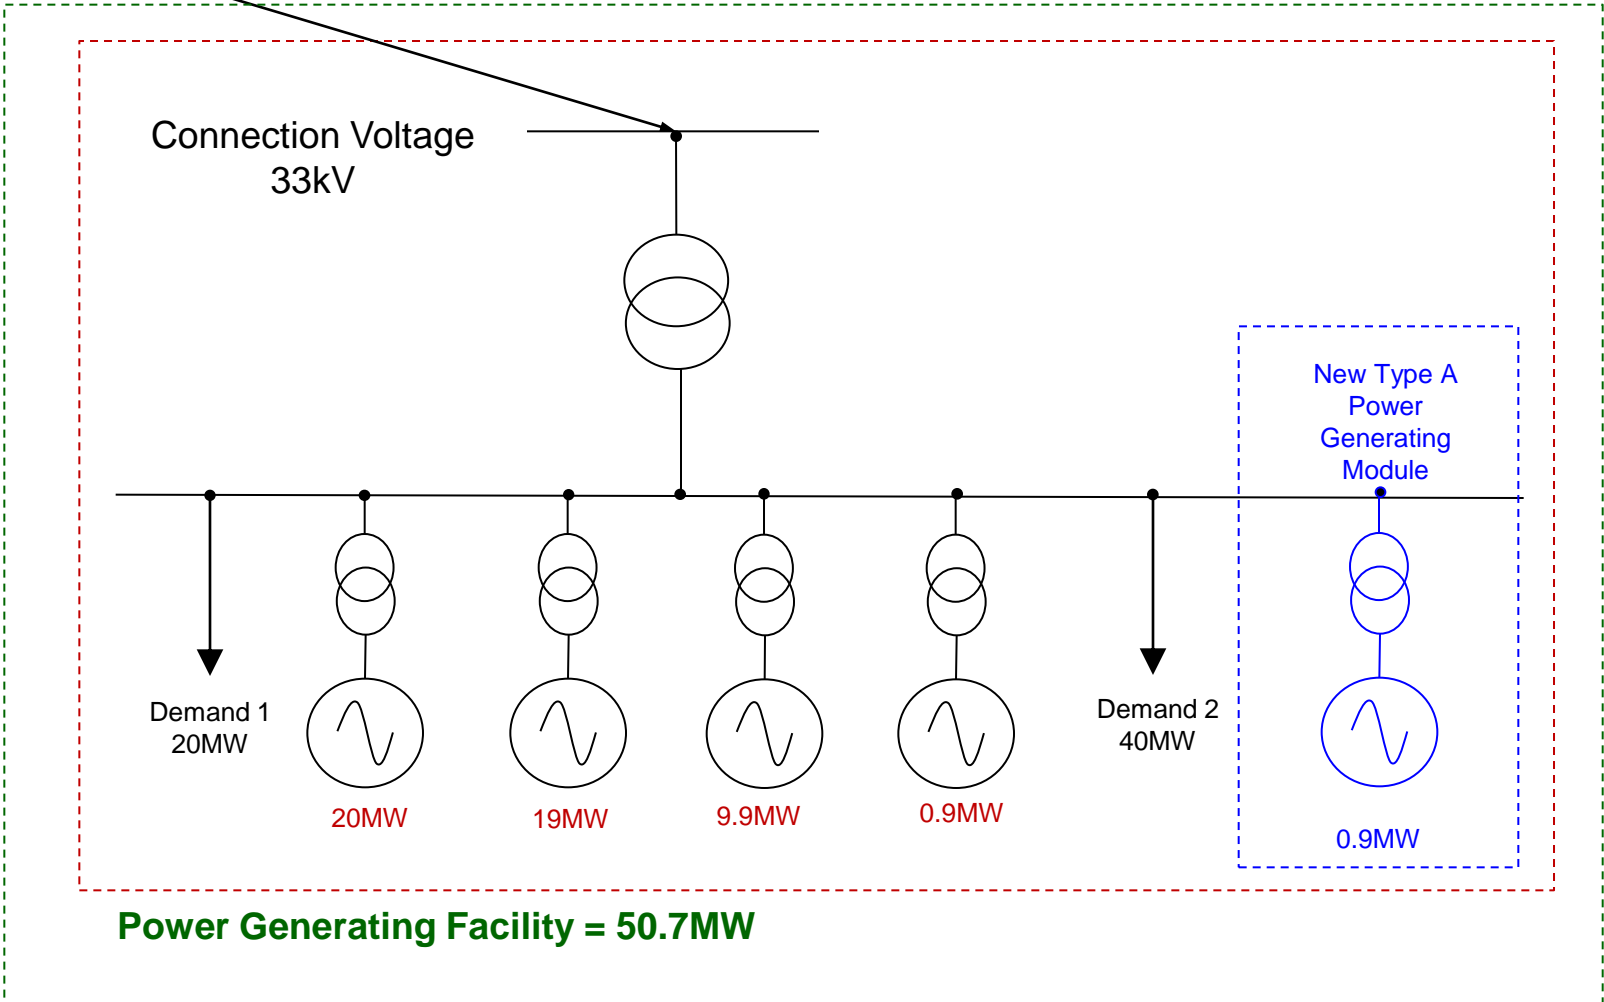 Connection Voltage
33kV
New Type A
Power
Generating
Module
Demand 1
20MW
20MW
19MW
9.9MW
0.9MW
Demand 2
40MW
0.9MW
Power Generating Facility = 50.7MW